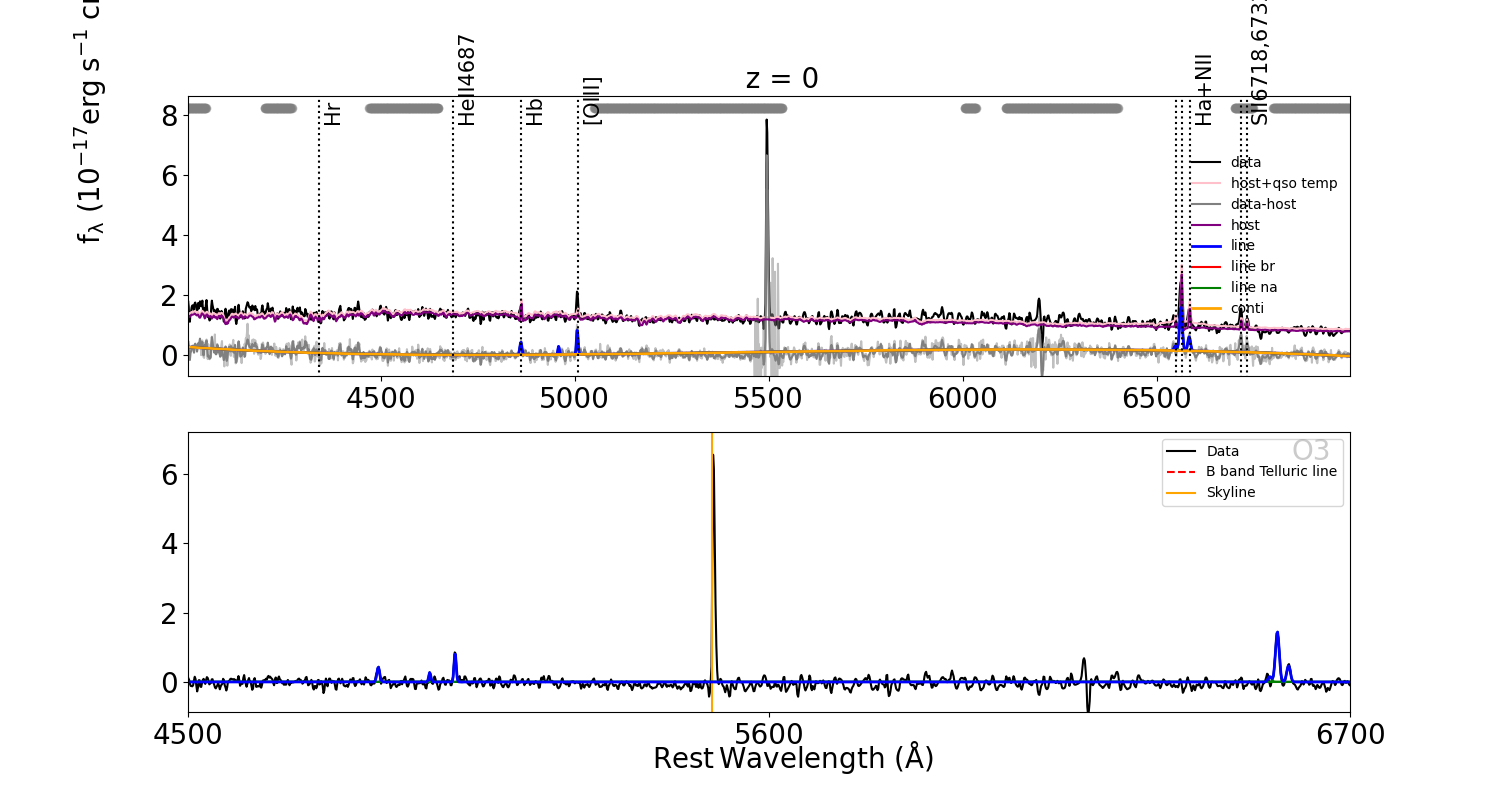 z = 0
f_λ (10^−17 erg s^−1
Hr
HeII4687
Hb
[OIII]
Ha+NII
SII6718,673
data
host+qso temp
data-host
host
line
line br
line na
conti
8
6
4
2
0
4500 5000 5500 6000 6500
O3
Data
B band Telluric line
Skyline
6
4
2
0
4500 5600 6700
Rest Wavelength (Å)